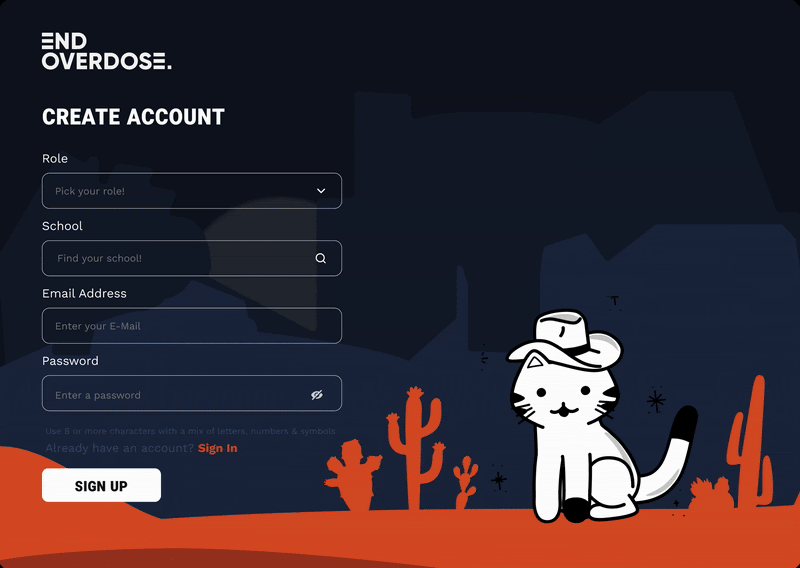 END
OVERDOSE.
CREATE ACCOUNT
Role
Pick your role!
School
Find your school!
Email Address
Enter your E-Mail
Password
Enter a password
Use 8 or more characters with a mix of letters, numbers & symbols
Already have an account? Sign In
SIGN UP